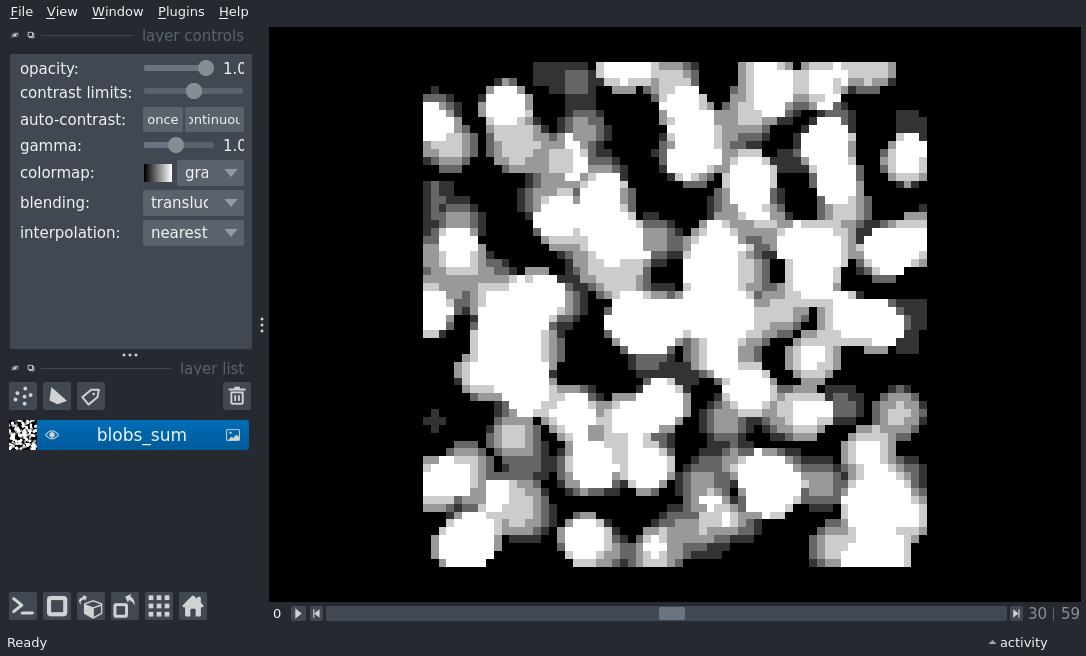 File View Window Plugins Help
layer controls
opacity: 1.0
contrast limits:
auto-contrast: once ontinuou
gamma: 1.0
colormap: gra
blending: transluc
interpolation: nearest
layer list
blobs_sum
0 30 | 59
Ready activity